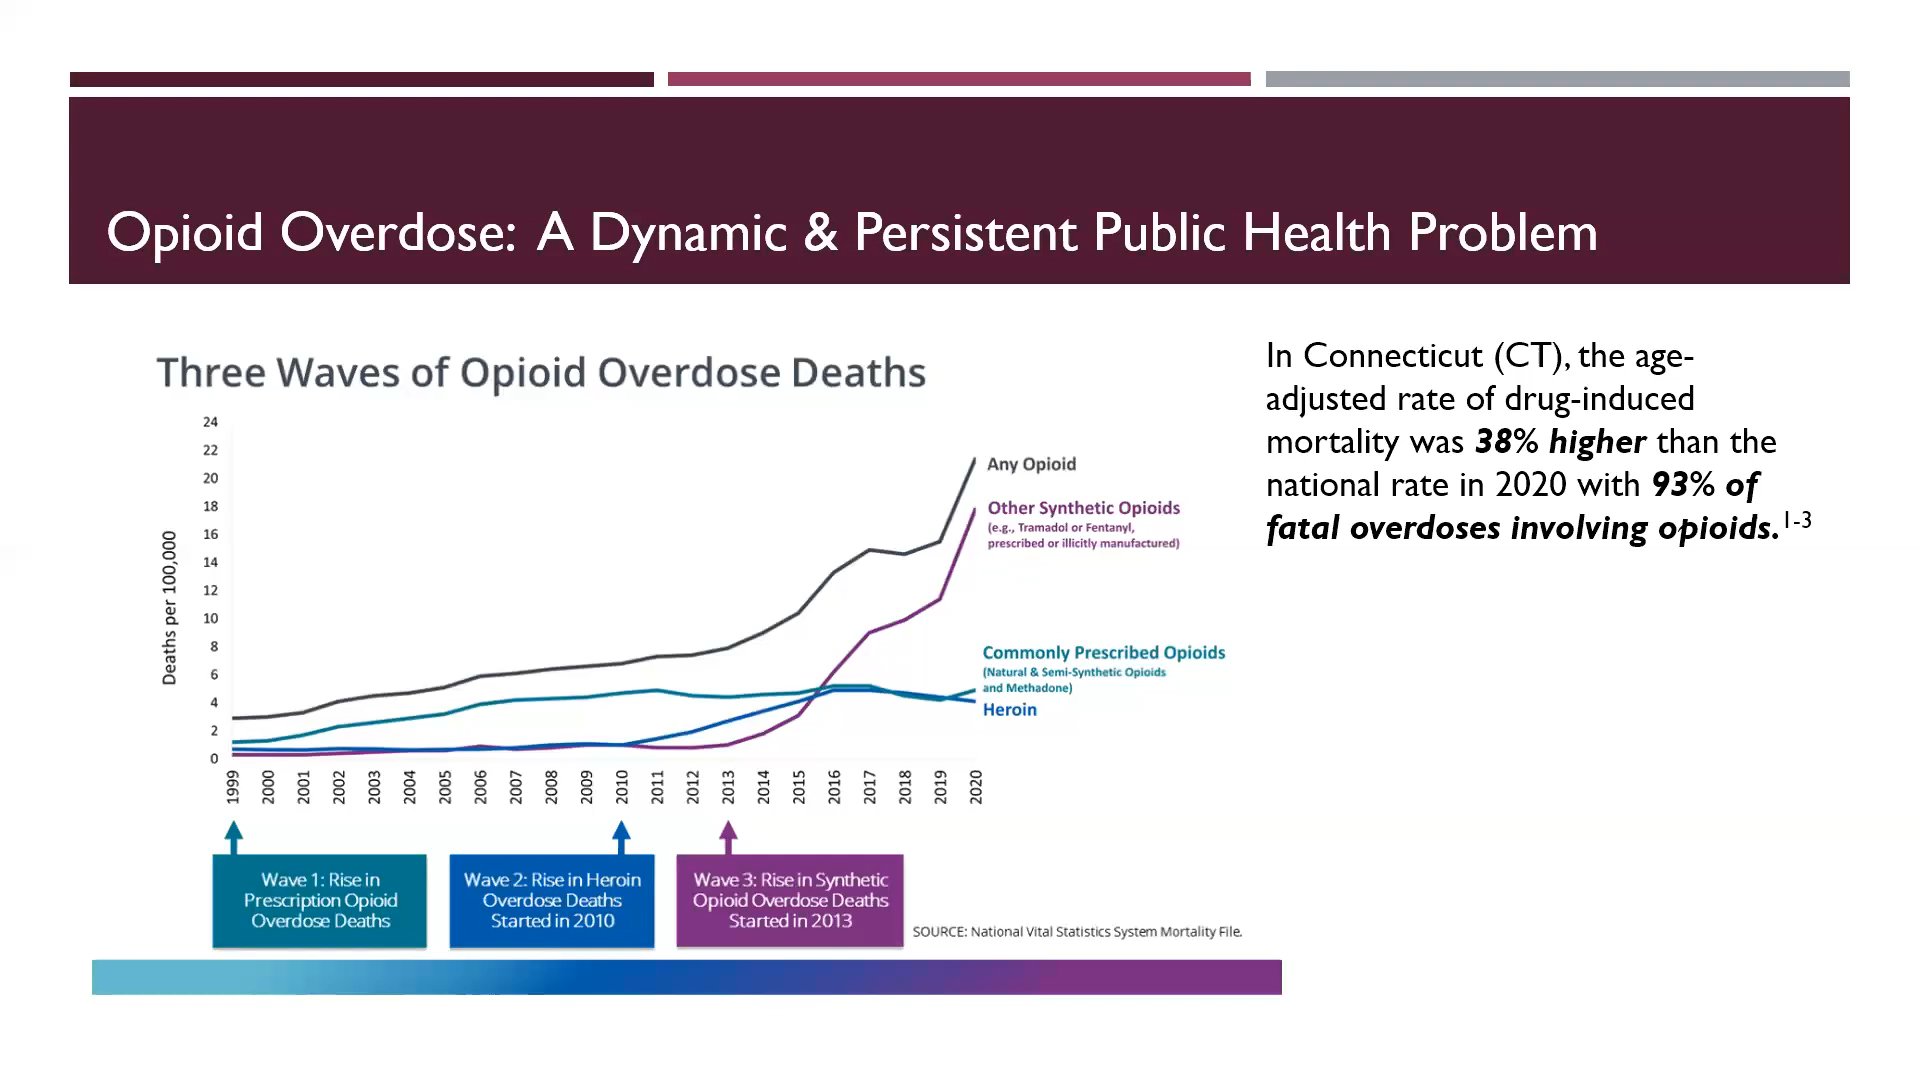 Opioid Overdose: A Dynamic & Persistent Public Health Problem
Three Waves of Opioid Overdose Deaths
24
22
20
18
16
14
12
10
8
6
4
2
0
Deaths per 100,000
Any Opioid
Other Synthetic Opioids
(e.g., Tramadol or Fentanyl,
prescribed or illicitly manufactured)
Commonly Prescribed Opioids
(Natural & Semi-Synthetic Opioids
and Methadone)
Heroin
1999 2000 2001 2002 2003 2004 2005 2006 2007 2008 2009 2010 2011 2012 2013 2014 2015 2016 2017 2018 2019 2020
Wave 1: Rise in
Prescription Opioid
Overdose Deaths
Wave 2: Rise in Heroin
Overdose Deaths
Started in 2010
Wave 3: Rise in Synthetic
Opioid Overdose Deaths
Started in 2013
SOURCE: National Vital Statistics System Mortality File.
In Connecticut (CT), the age-
adjusted rate of drug-induced
mortality was 38% higher than the
national rate in 2020 with 93% of
fatal overdoses involving opioids.1-3